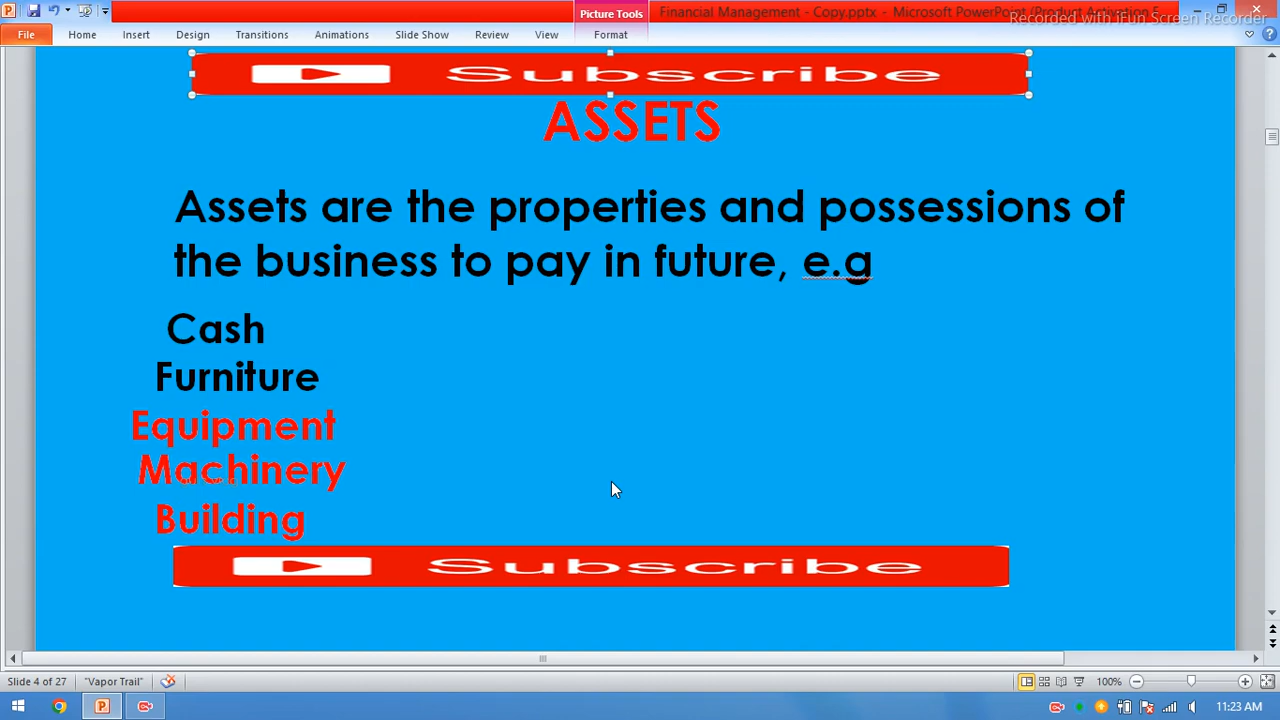 Picture Tools
Financial Management - Copy.pptx - Microsoft PowerPoint (Product Activation F
Recorded with iFun Screen Recorder
File Home Insert Design Transitions Animations Slide Show Review View Format
Subscribe
ASSETS
Assets are the properties and possessions of
the business to pay in future, e.g
Cash
Furniture
Equipment
Machinery
Building
Subscribe
Slide 4 of 27 "Vapor Trail" 100%
11:23 AM